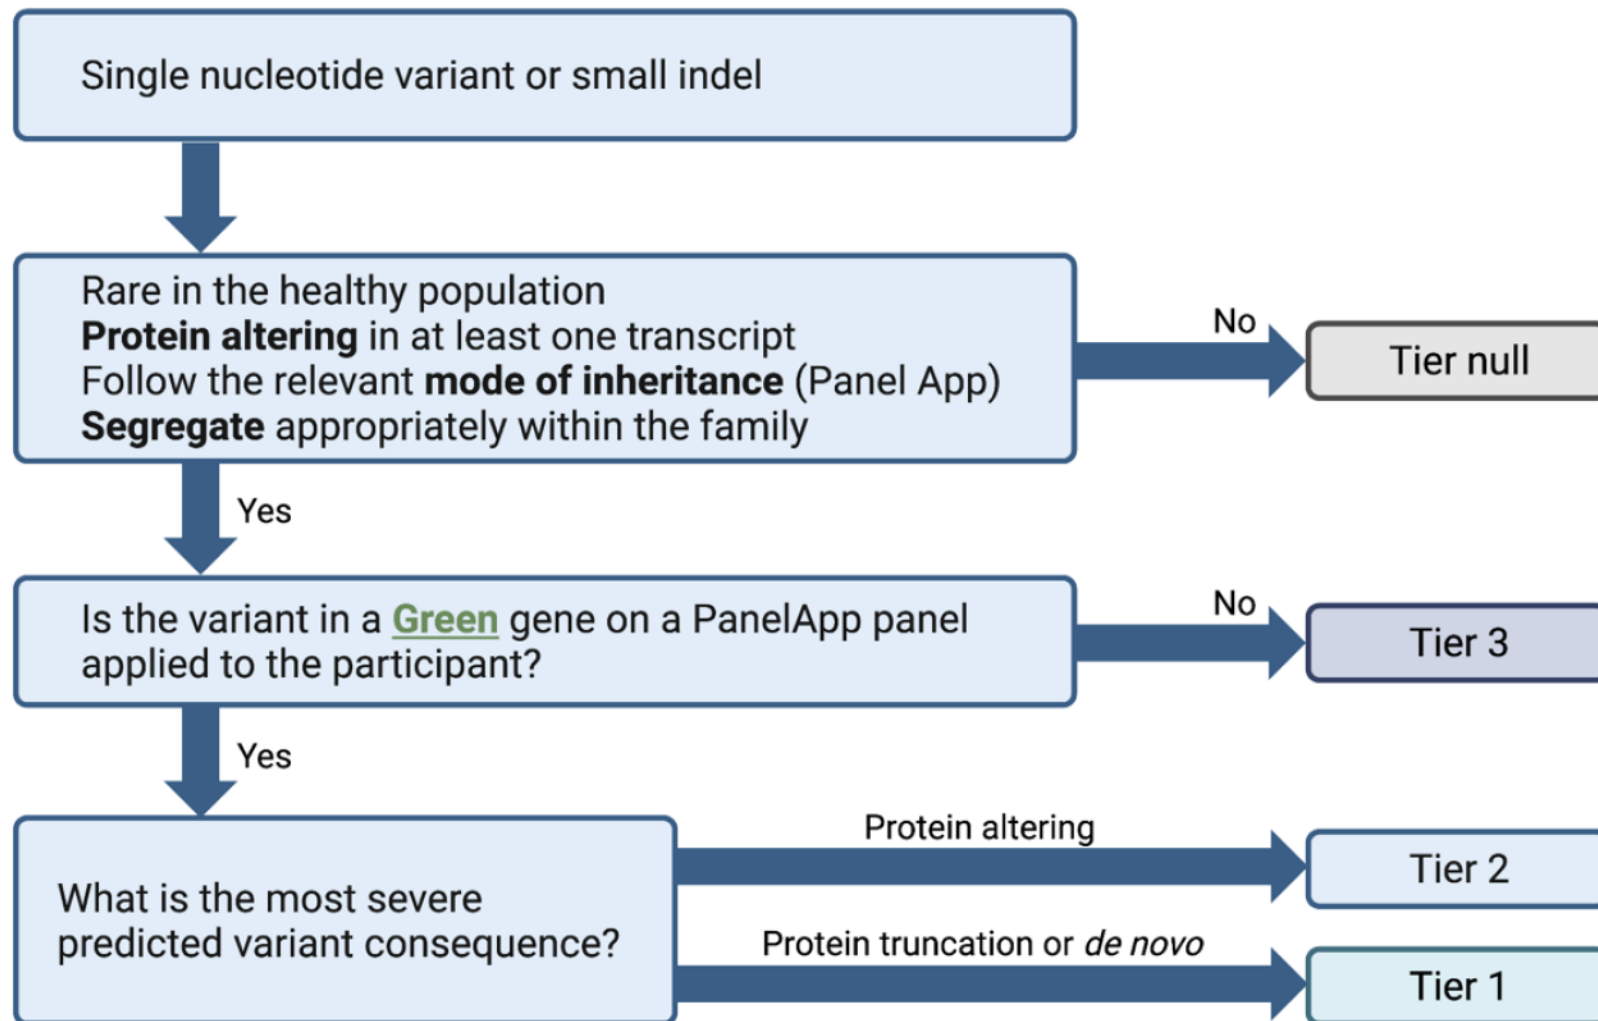 Single nucleotide variant or small indel
Rare in the healthy population
Protein altering in at least one transcript
Follow the relevant mode of inheritance (Panel App)
Segregate appropriately within the family
No
Tier null
Yes
Is the variant in a Green gene on a PanelApp panel
applied to the participant?
No
Tier 3
Yes
What is the most severe
predicted variant consequence?
Protein altering
Tier 2
Protein truncation or de novo
Tier 1